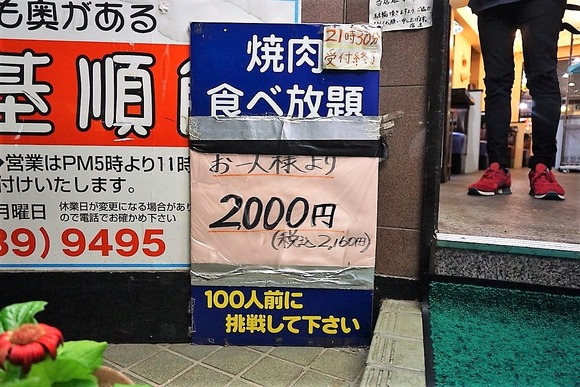 も奥がある
基順
◆営業はPM5時より11時
付けいたします。
月曜日
休業日が変更になる場合があり
ので電話でお確かめ下さい
39) 9495
21時30分
受付終了
焼肉
食べ放題
お一人様より
2000円
(税込2,160円)
100人前に
挑戦して下さい